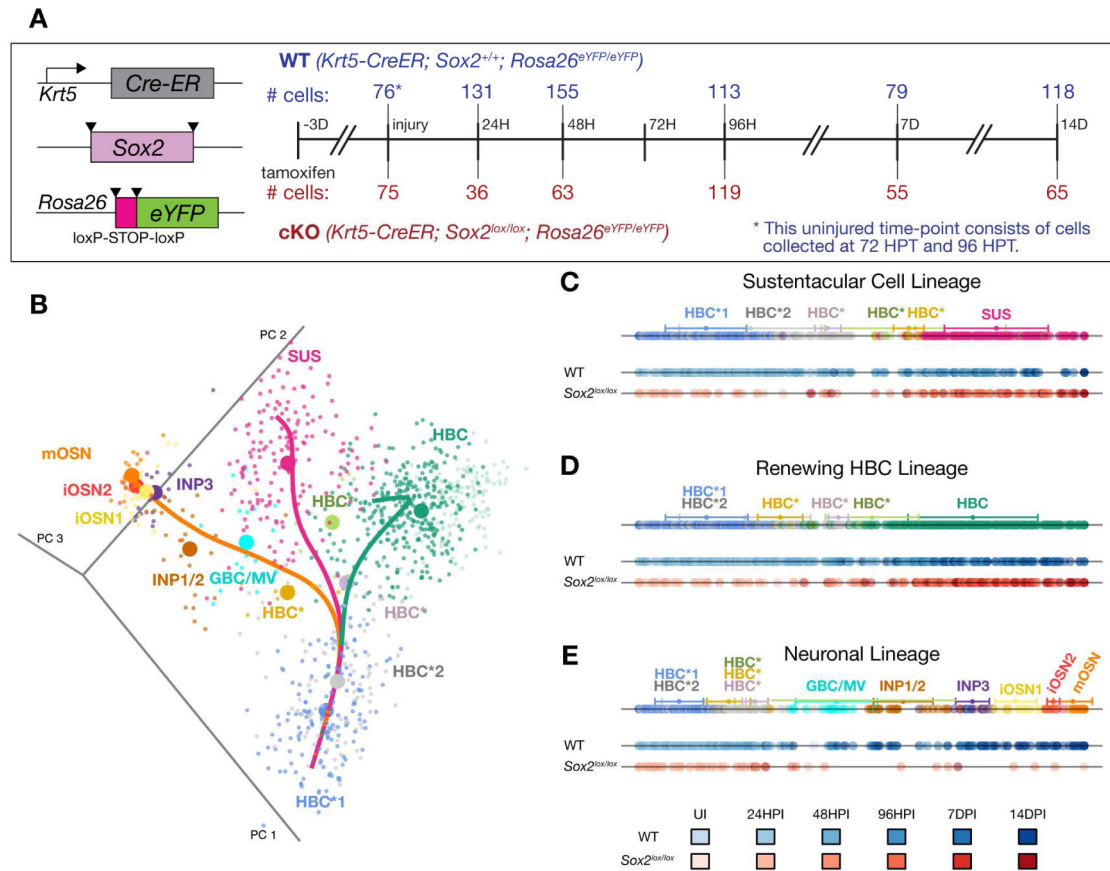 A
WT (Krt5-CreER; Sox2+/+; Rosa26eYFP/eYFP)
Krt5
Cre-ER
# cells: 76* 131 155 113 79 118
-3D injury 24H 48H 72H 96H 7D 14D
Sox2
tamoxifen
# cells: 75 36 63 119 55 65
Rosa26
eYFP
loxP-STOP-loxP
cKO (Krt5-CreER; Sox2lox/lox; Rosa26eYFP/eYFP)
* This uninjured time-point consists of cells
collected at 72 HPT and 96 HPT.
B
PC 2
SUS
HBC
mOSN
INP3
iOSN2
iOSN1
HBC*
PC 3
INP1/2
GBC/MV
HBC*
HBC*
HBC*2
HBC*1
PC 1
C
Sustentacular Cell Lineage
HBC*1 HBC*2 HBC* HBC* HBC* SUS
WT
Sox2lox/lox
D
Renewing HBC Lineage
HBC*1
HBC*2 HBC* HBC* HBC* HBC
WT
Sox2lox/lox
E
Neuronal Lineage
HBC*
HBC*1 HBC*
HBC*2 HBC* GBC/MV INP1/2 INP3 iOSN1 iOSN2 mOSN
WT
Sox2lox/lox
UI 24HPI 48HPI 96HPI 7DPI 14DPI
WT
Sox2lox/lox